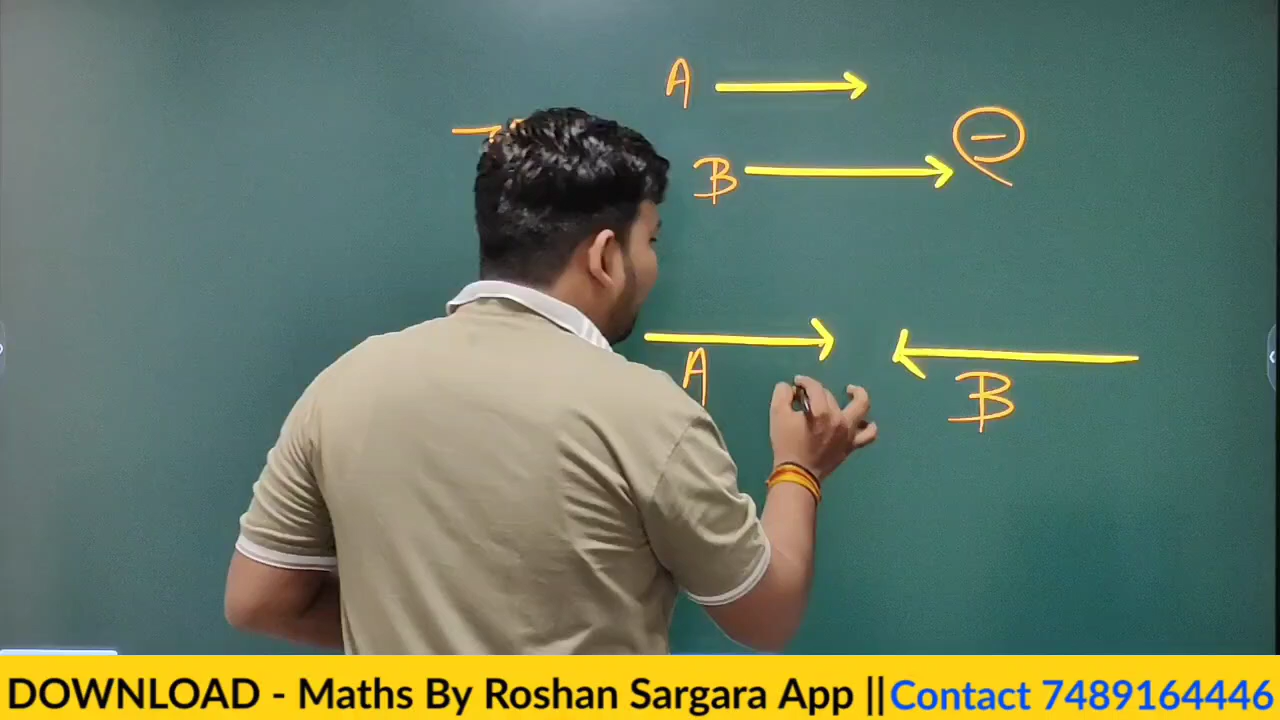 A
B -
A
B
DOWNLOAD - Maths By Roshan Sargara App || Contact 7489164446